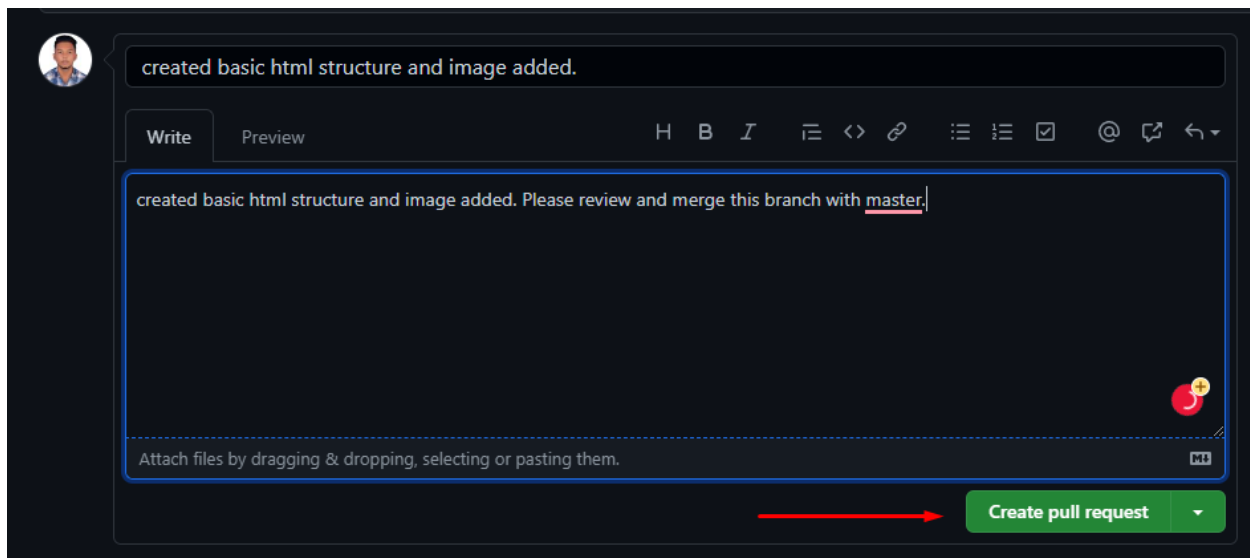 created basic html structure and image added.
Write Preview H B I
created basic html structure and image added. Please review and merge this branch with master.
Attach files by dragging & dropping, selecting or pasting them.
Create pull request